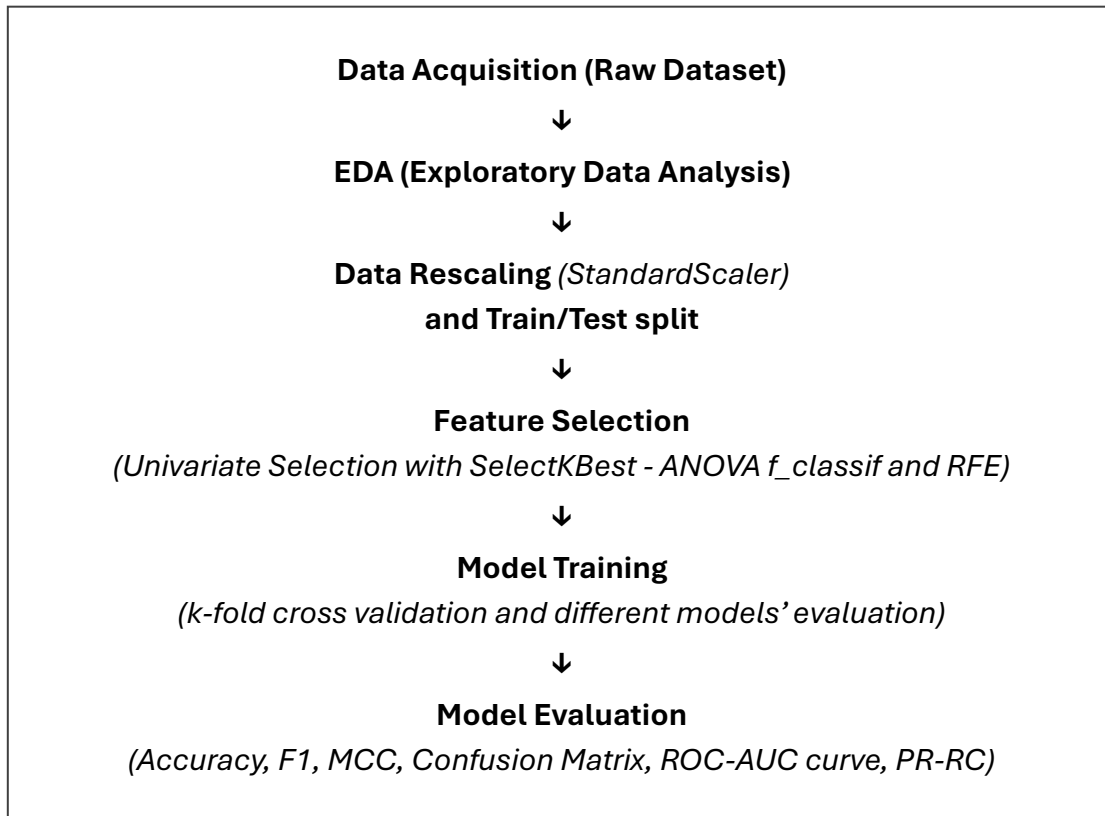 Data Acquisition (Raw Dataset)
↓
EDA (Exploratory Data Analysis)
↓
Data Rescaling (StandardScaler)
and Train/Test split
↓
Feature Selection
(Univariate Selection with SelectKBest - ANOVA f_classif and RFE)
↓
Model Training
(k-fold cross validation and different models’ evaluation)
↓
Model Evaluation
(Accuracy, F1, MCC, Confusion Matrix, ROC-AUC curve, PR-RC)